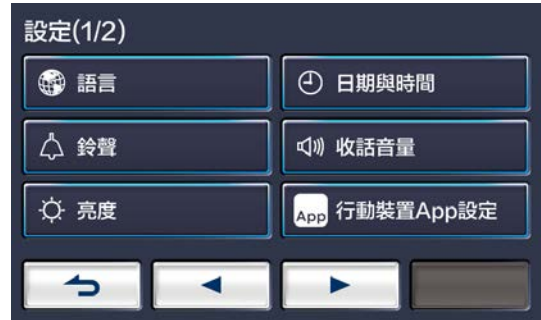 設定(1/2)
語言
日期與時間
鈴聲
收話音量
亮度
App 行動裝置App設定